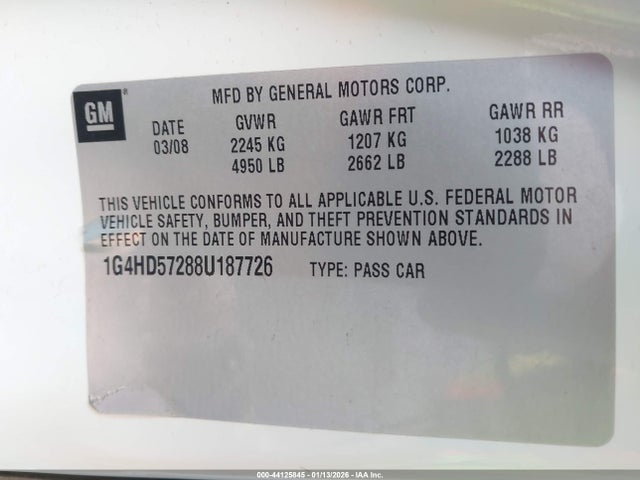 GM®
MFD BY GENERAL MOTORS CORP.
DATE GVWR GAWR FRT GAWR RR
03/08 2245 KG 1207 KG 1038 KG
4950 LB 2662 LB 2288 LB
THIS VEHICLE CONFORMS TO ALL APPLICABLE U.S. FEDERAL MOTOR
VEHICLE SAFETY, BUMPER, AND THEFT PREVENTION STANDARDS IN
EFFECT ON THE DATE OF MANUFACTURE SHOWN ABOVE.
1G4HD57288U187726 TYPE: PASS CAR
000-44125845 - 01/13/2026 - IAA Inc.